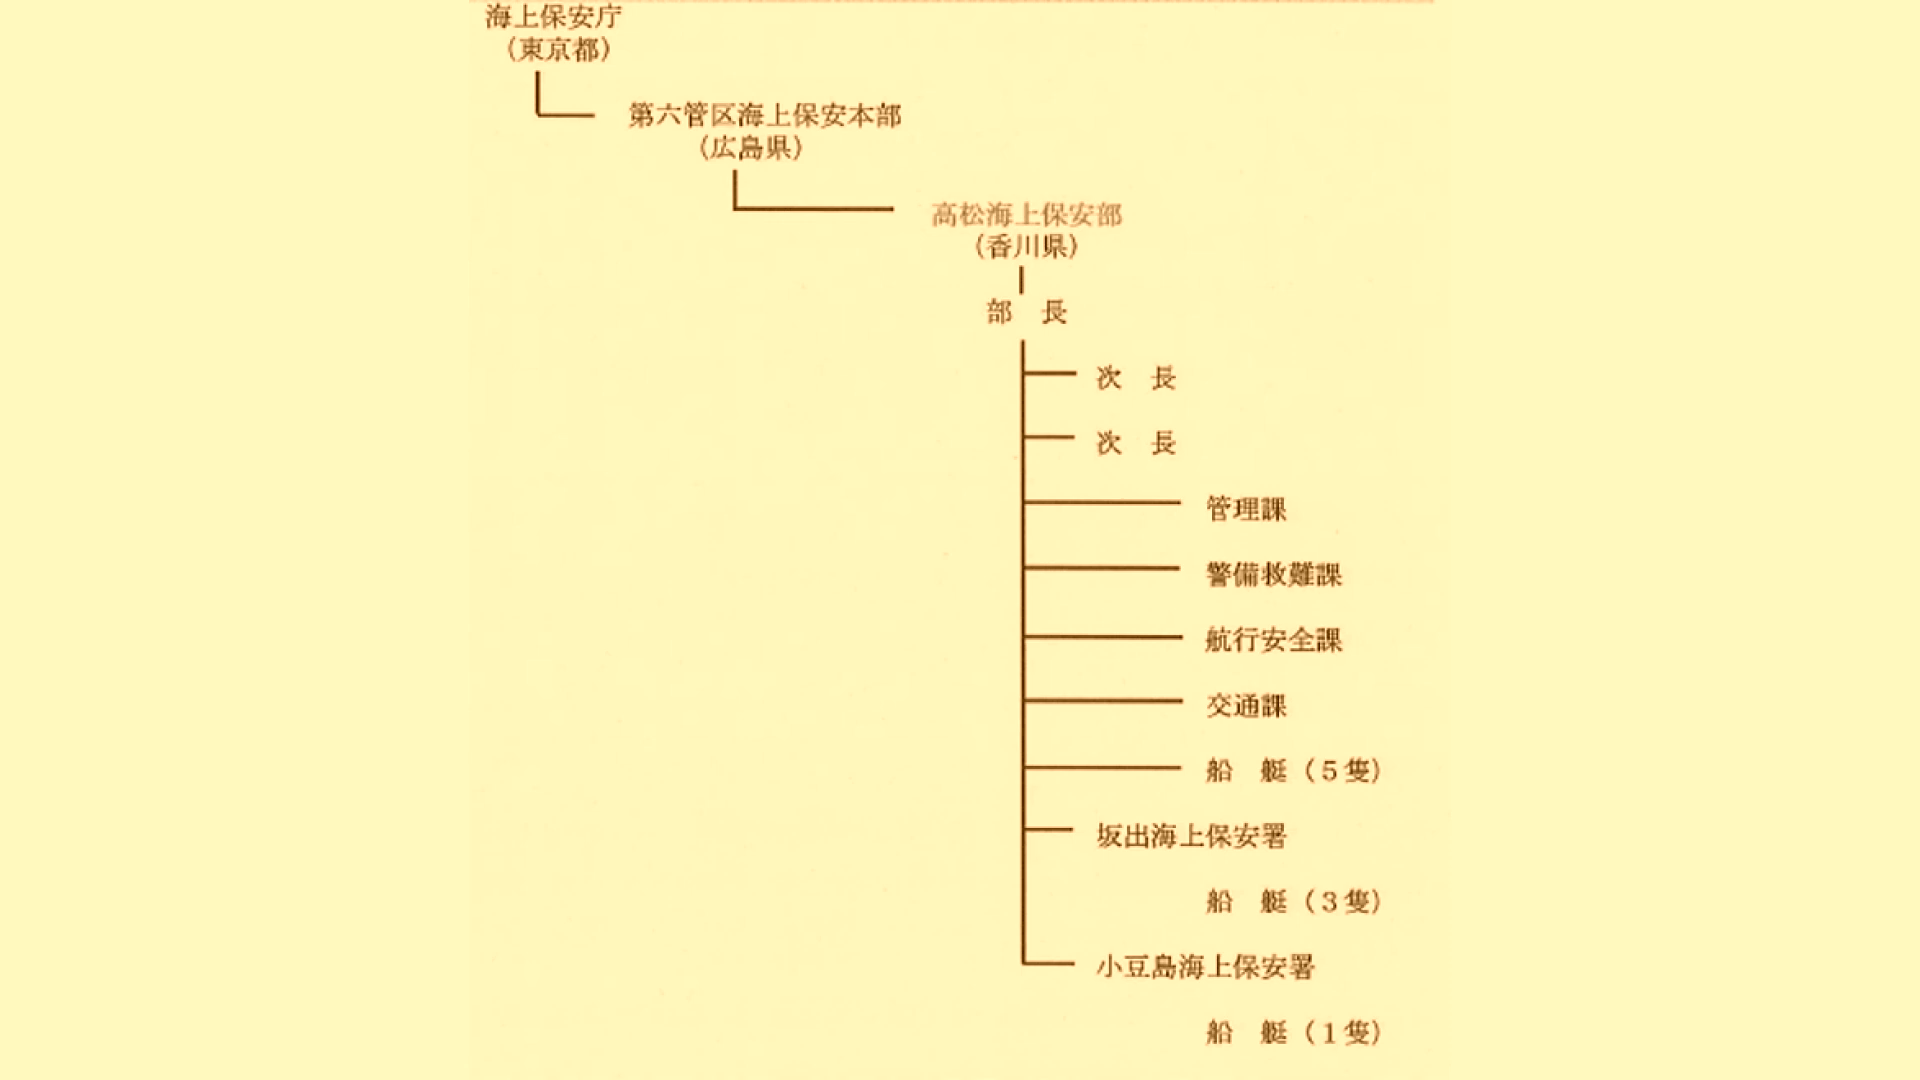 海上保安庁
（東京都）
第六管区海上保安本部
（広島県）
高松海上保安部
（香川県）
部　長
次　長
次　長
管理課
警備救難課
航行安全課
交通課
船　艇（５隻）
坂出海上保安署
船　艇（３隻）
小豆島海上保安署
船　艇（１隻）